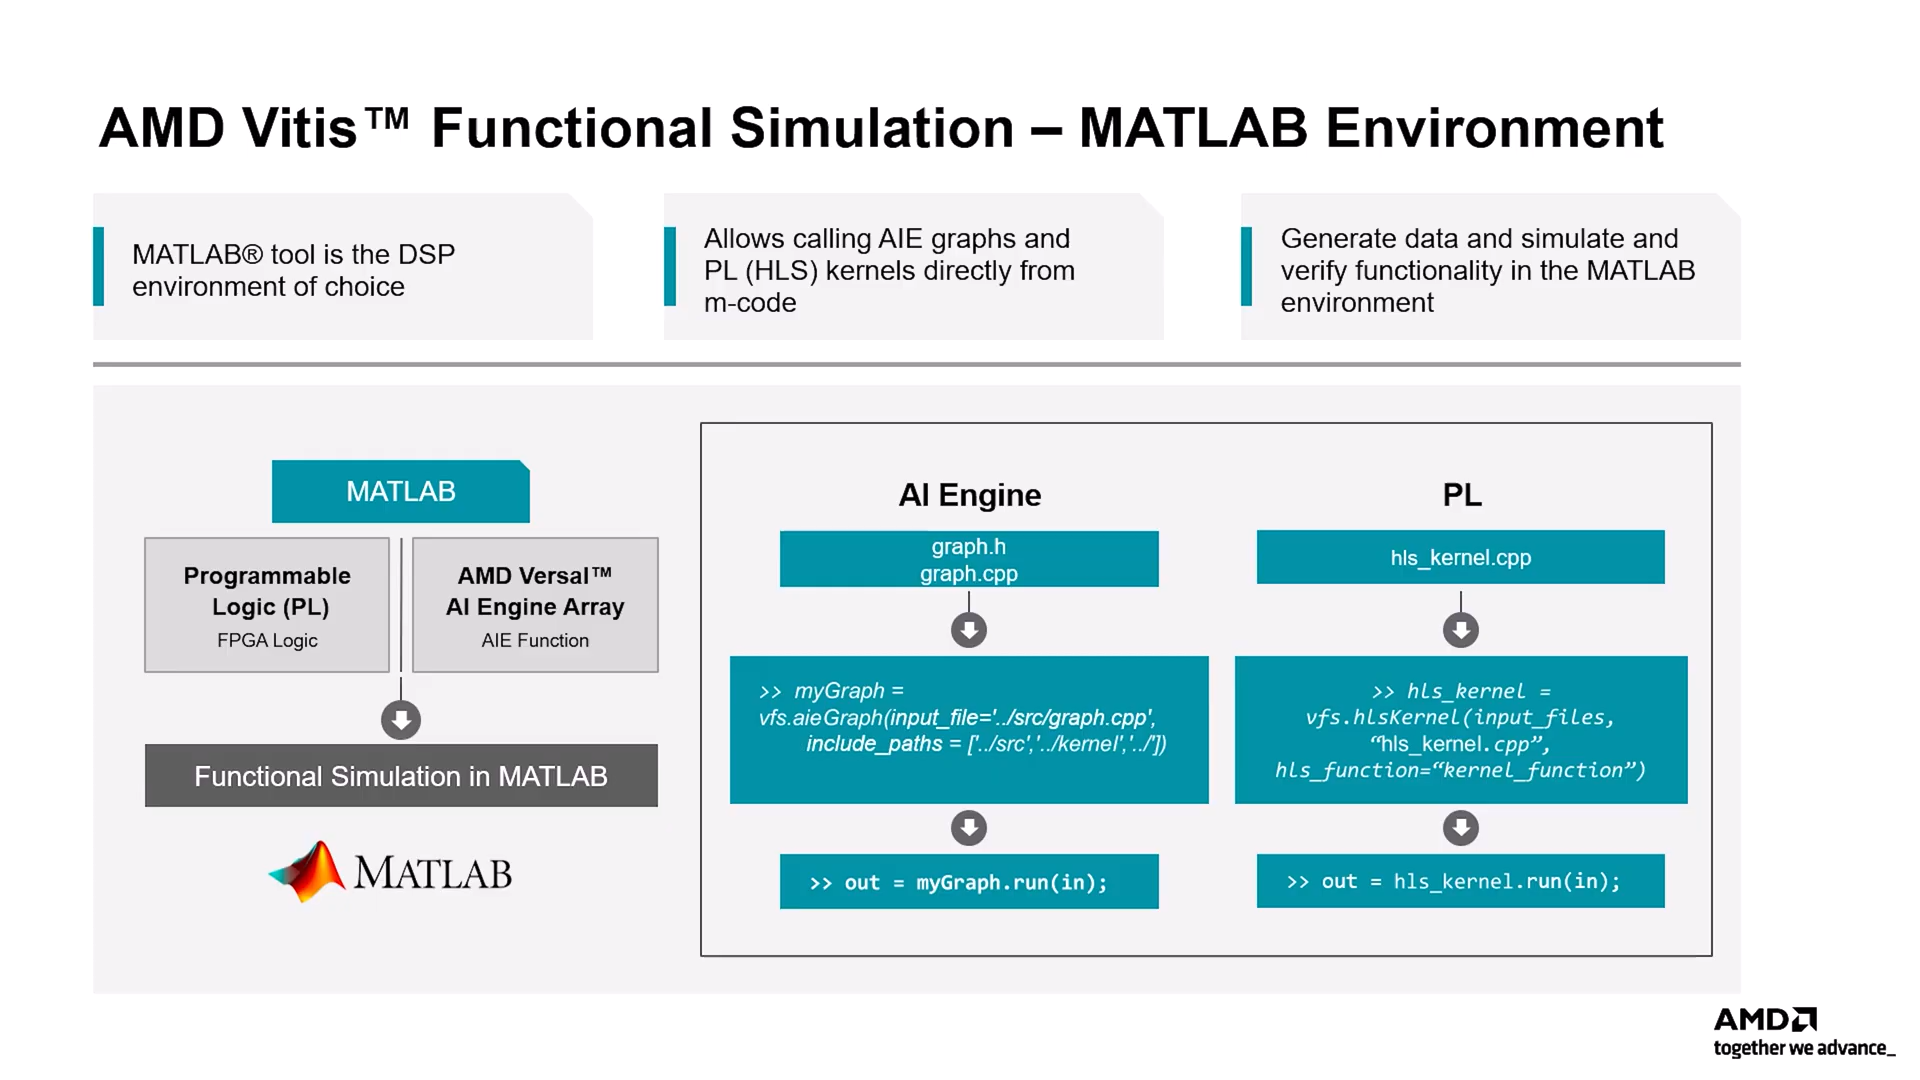 AMD Vitis™ Functional Simulation – MATLAB Environment
MATLAB® tool is the DSP
environment of choice
Allows calling AIE graphs and
PL (HLS) kernels directly from
m-code
Generate data and simulate and
verify functionality in the MATLAB
environment
MATLAB
Programmable
Logic (PL)
FPGA Logic
AMD Versal™
AI Engine Array
AIE Function
Functional Simulation in MATLAB
MATLAB
AI Engine
graph.h
graph.cpp
>> myGraph =
vfs.aieGraph(input_file='../src/graph.cpp',
include_paths = ['../src','../kernel','../'])
>> out = myGraph.run(in);
PL
hls_kernel.cpp
>> hls_kernel =
vfs.hlsKernel(input_files,
“hls_kernel.cpp”,
hls_function=“kernel_function”)
>> out = hls_kernel.run(in);
AMD
together we advance_